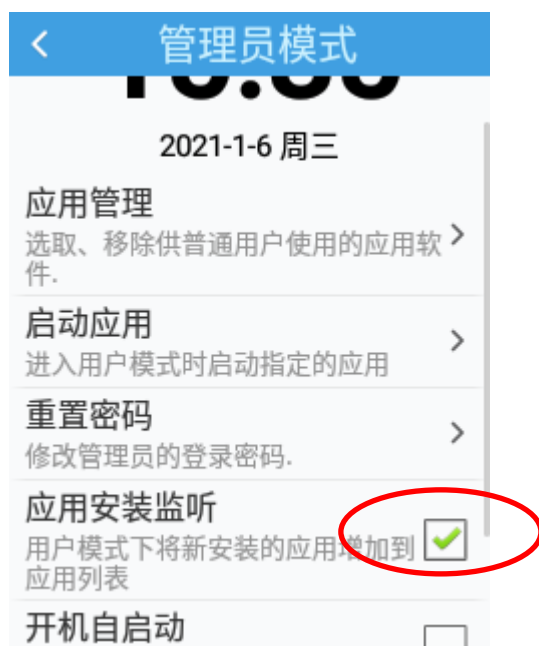 管理员模式
2021-1-6 周三
应用管理
选取、移除供普通用户使用的应用软
件.
启动应用
进入用户模式时启动指定的应用
重置密码
修改管理员的登录密码.
应用安装监听
用户模式下将新安装的应用增加到
应用列表
开机自启动